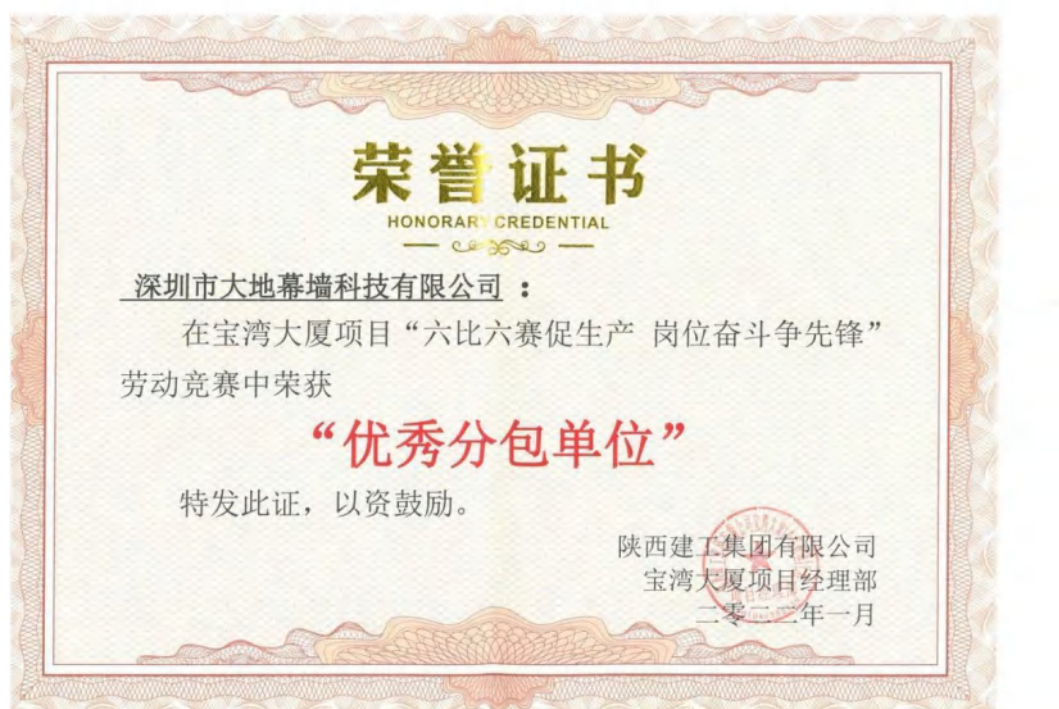 荣誉证书
HONORARY CREDENTIAL
深圳市大地幕墙科技有限公司：
在宝湾大厦项目“六比六赛促生产 岗位奋斗争先锋”
劳动竞赛中荣获
“优秀分包单位”
特发此证，以资鼓励。
陕西建工集团有限公司
宝湾大厦项目经理部
二零二二年一月